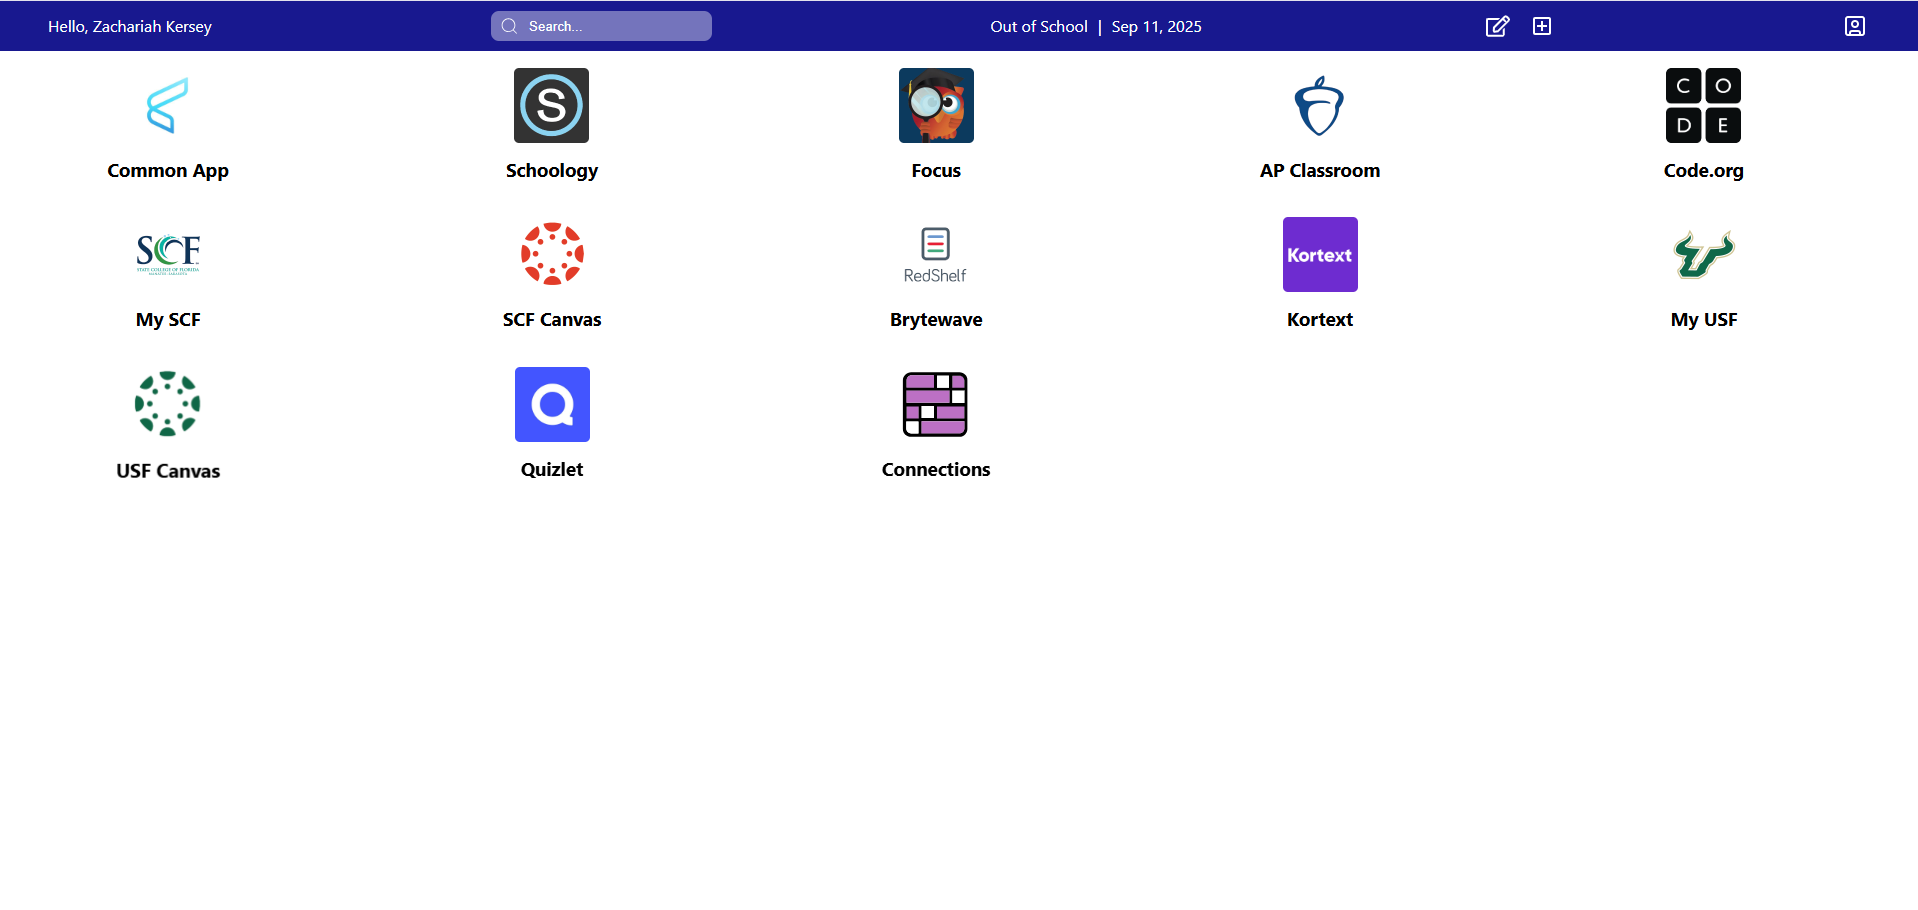 Hello, Zachariah Kersey
Search...
Out of School | Sep 11, 2025
S
C O
D E
Common App
Schoology
Focus
AP Classroom
Code.org
SCF
STATE COLLEGE OF FLORIDA
MANATEE-SARASOTA
RedShelf
Kortext
My SCF
SCF Canvas
Brytewave
Kortext
My USF
USF Canvas
Quizlet
Connections